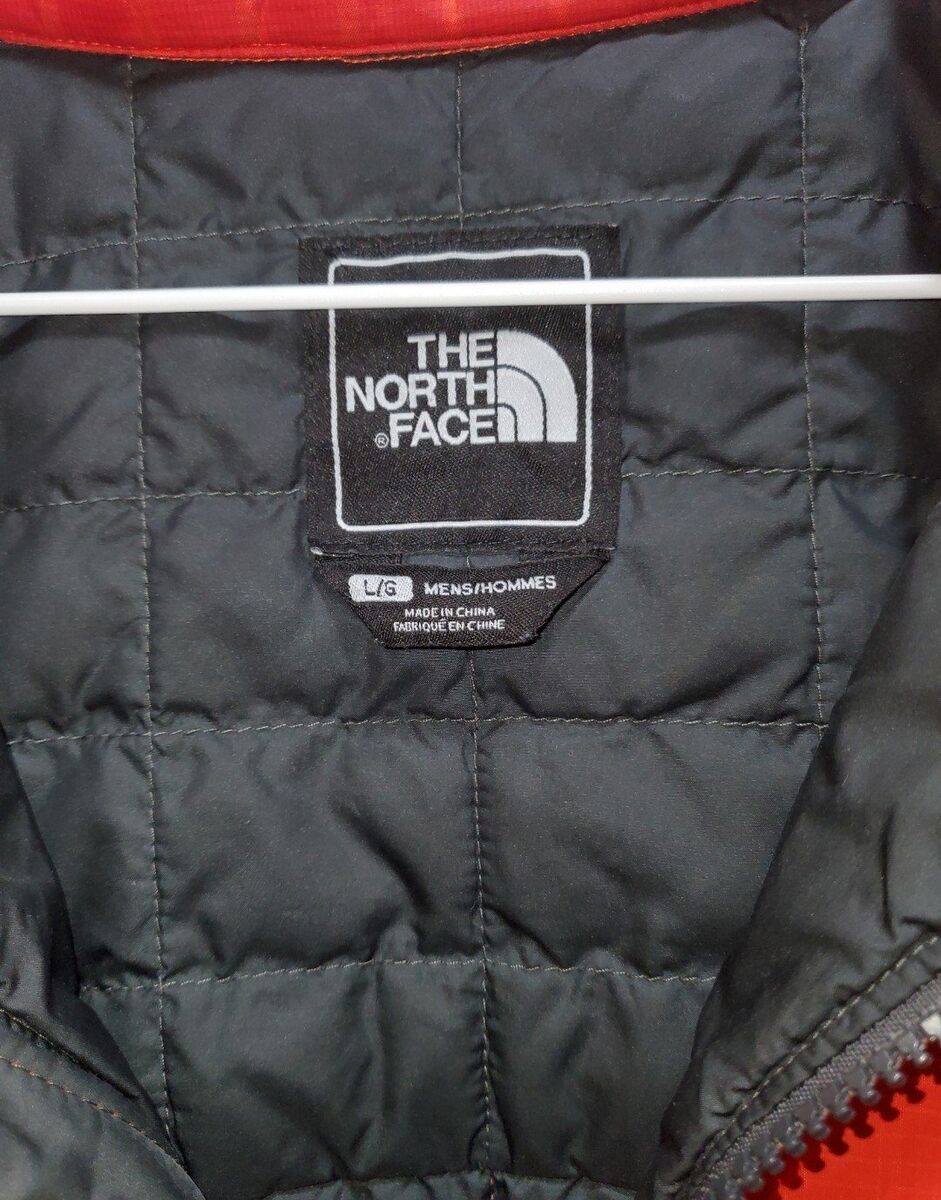 THE
NORTH
®FACE
L/G MENS/HOMMES
MADE IN CHINA
FABRIQUÉ EN CHINE